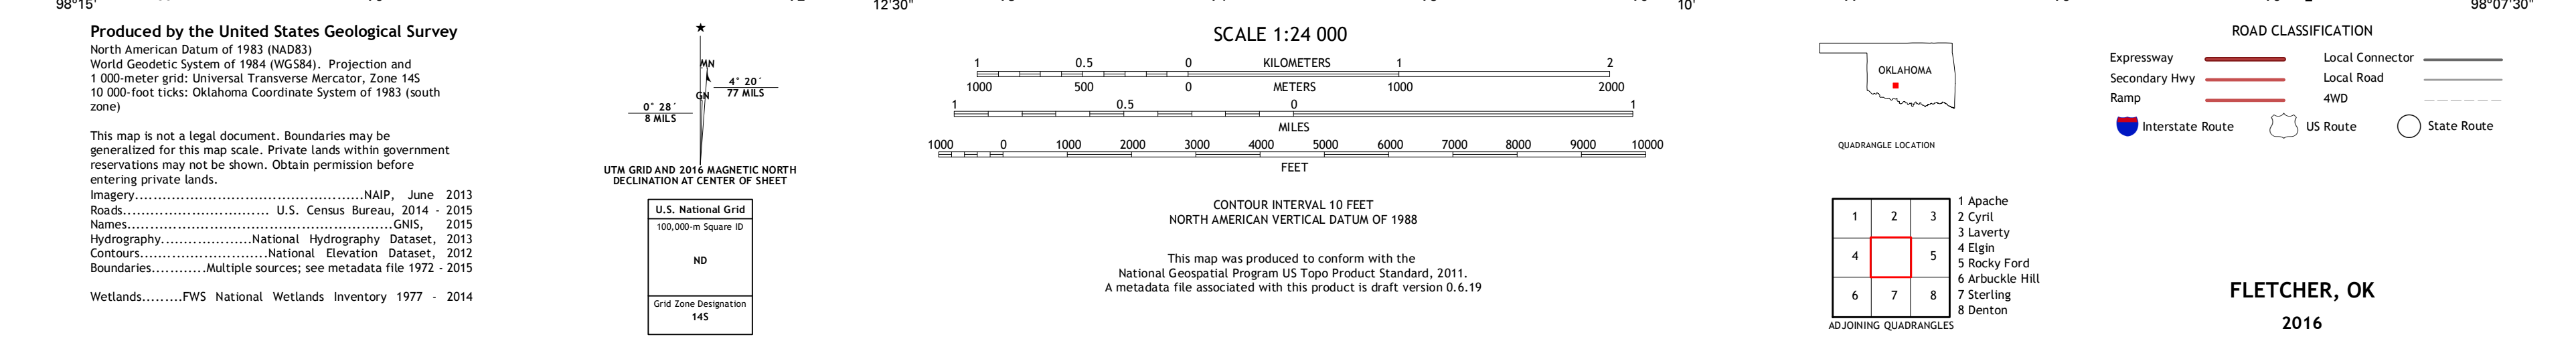 98°15'
12'30"
10'
98°07'30"
Produced by the United States Geological Survey
North American Datum of 1983 (NAD83)
World Geodetic System of 1984 (WGS84). Projection and
1 000-meter grid: Universal Transverse Mercator, Zone 14S
10 000-foot ticks: Oklahoma Coordinate System of 1983 (south
zone)
This map is not a legal document. Boundaries may be
generalized for this map scale. Private lands within government
reservations may not be shown. Obtain permission before
entering private lands.
Imagery..............................................NAIP, June 2013
Roads.............................. U.S. Census Bureau, 2014 - 2015
Names.....................................................GNIS, 2015
Hydrography....................National Hydrography Dataset, 2013
Contours..........................National Elevation Dataset, 2012
Boundaries...........Multiple sources; see metadata file 1972 - 2015
Wetlands.........FWS National Wetlands Inventory 1977 - 2014
MN
GN
4° 20´
77 MILS
0° 28´
8 MILS
UTM GRID AND 2016 MAGNETIC NORTH
DECLINATION AT CENTER OF SHEET
U.S. National Grid
100,000-m Square ID
ND
Grid Zone Designation
14S
SCALE 1:24 000
1 0.5 0 KILOMETERS 1 2
1000 500 0 METERS 1000 2000
1 0.5 0 1
MILES
1000 0 1000 2000 3000 4000 5000 6000 7000 8000 9000 10000
FEET
CONTOUR INTERVAL 10 FEET
NORTH AMERICAN VERTICAL DATUM OF 1988
This map was produced to conform with the
National Geospatial Program US Topo Product Standard, 2011.
A metadata file associated with this product is draft version 0.6.19
OKLAHOMA
QUADRANGLE LOCATION
1 2 3
4 5
6 7 8
ADJOINING QUADRANGLES
1 Apache
2 Cyril
3 Laverty
4 Elgin
5 Rocky Ford
6 Arbuckle Hill
7 Sterling
8 Denton
ROAD CLASSIFICATION
Expressway
Local Connector
Secondary Hwy
Local Road
Ramp
4WD
Interstate Route
US Route
State Route
FLETCHER, OK
2016